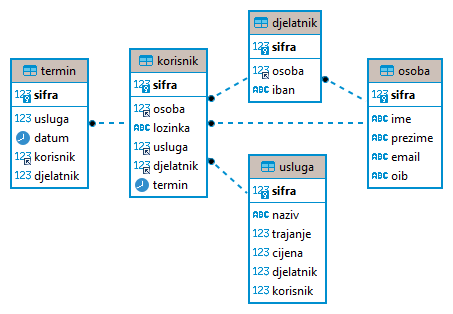 termin
123 sifra
123 usluga
datum
123 korisnik
123 djelatnik
korisnik
123 sifra
123 osoba
ABC lozinka
123 usluga
123 djelatnik
termin
djelatnik
123 sifra
123 osoba
ABC iban
usluga
123 sifra
ABC naziv
123 trajanje
123 cijena
123 djelatnik
123 korisnik
osoba
123 sifra
ABC ime
ABC prezime
ABC email
ABC oib